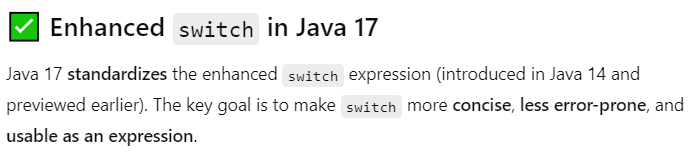 ✅ Enhanced switch in Java 17
Java 17 standardizes the enhanced switch expression (introduced in Java 14 and
previewed earlier). The key goal is to make switch more concise, less error-prone, and
usable as an expression.